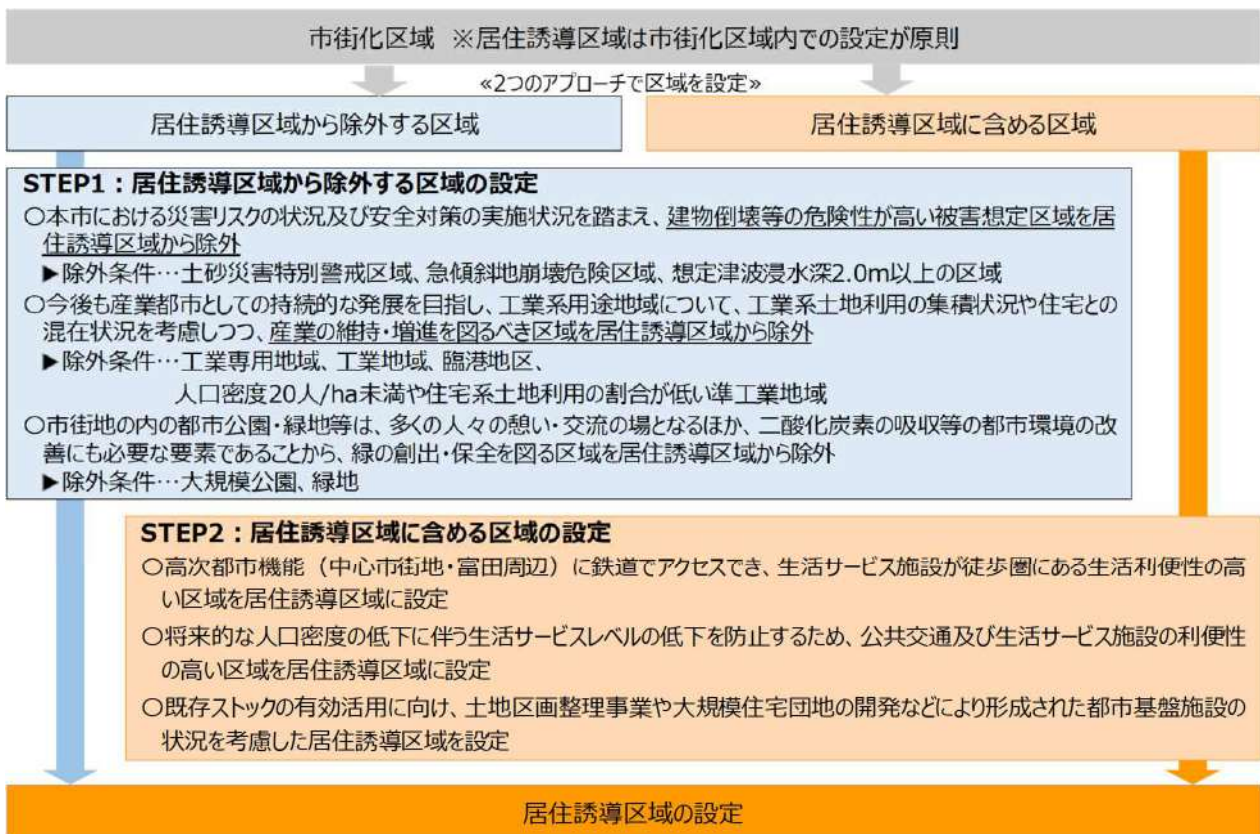 市街化区域 ※居住誘導区域は市街化区域内での設定が原則
«2つのアプローチで区域を設定»
居住誘導区域から除外する区域
居住誘導区域に含める区域
STEP1：居住誘導区域から除外する区域の設定
○本市における災害リスクの状況及び安全対策の実施状況を踏まえ、建物倒壊等の危険性が高い被害想定区域を居
住誘導区域から除外
▶除外条件…土砂災害特別警戒区域、急傾斜地崩壊危険区域、想定津波浸水深2.0m以上の区域
○今後も産業都市としての持続的な発展を目指し、工業系用途地域について、工業系土地利用の集積状況や住宅との
混在状況を考慮しつつ、産業の維持・増進を図るべき区域を居住誘導区域から除外
▶除外条件…工業専用地域、工業地域、臨港地区、
人口密度20人/ha未満や住宅系土地利用の割合が低い準工業地域
○市街地の内の都市公園・緑地等は、多くの人々の憩い・交流の場となるほか、二酸化炭素の吸収等の都市環境の改
善にも必要な要素であることから、緑の創出・保全を図る区域を居住誘導区域から除外
▶除外条件…大規模公園、緑地
STEP2：居住誘導区域に含める区域の設定
○高次都市機能（中心市街地・富田周辺）に鉄道でアクセスでき、生活サービス施設が徒歩圏にある生活利便性の高
い区域を居住誘導区域に設定
○将来的な人口密度の低下に伴う生活サービスレベルの低下を防止するため、公共交通及び生活サービス施設の利便性
の高い区域を居住誘導区域に設定
○既存ストックの有効活用に向け、土地区画整理事業や大規模住宅団地の開発などにより形成された都市基盤施設の
状況を考慮した居住誘導区域を設定
居住誘導区域の設定